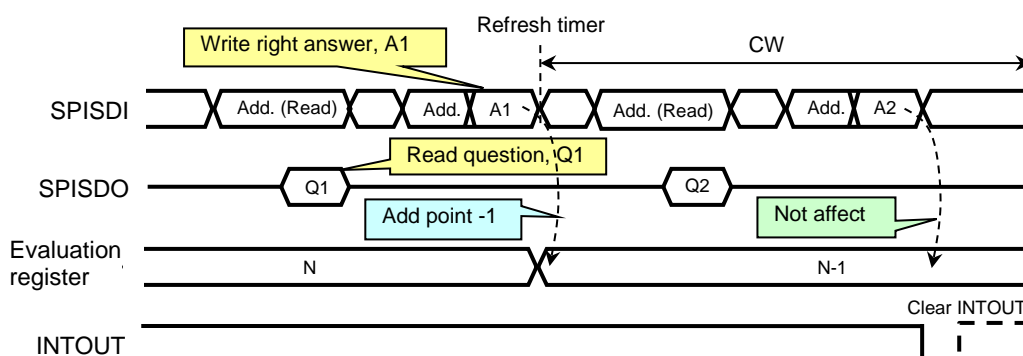 Refresh timer
Write right answer, A1
CW
SPISDI
Add. (Read)
Add.
A1
Add. (Read)
Add.
A2
Read question, Q1
SPISDO
Q1
Q2
Add point -1
Not affect
Evaluation
register
N
N-1
Clear INTOUT
INTOUT